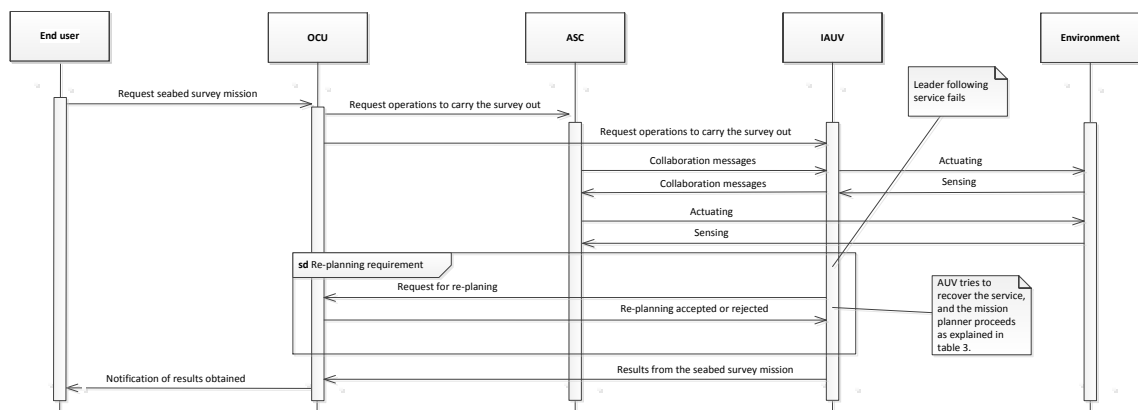 End user
OCU
ASC
IAUV
Environment
Leader following
service fails
Request seabed survey mission
Request operations to carry the survey out
Request operations to carry the survey out
Collaboration messages
Actuating
Collaboration messages
Sensing
Actuating
Sensing
sd Re-planning requirement
Request for re-planing
Re-planning accepted or rejected
AUV tries to
recover the service,
and the mission
planner proceeds
as explained in
table 3.
Results from the seabed survey mission
Notification of results obtained